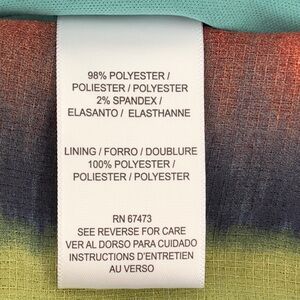 98% POLYESTER /
POLIESTER / POLYESTER
2% SPANDEX /
ELASANTO / ELASTHANNE
LINING / FORRO / DOUBLURE
100% POLYESTER /
POLIESTER / POLYESTER
RN 67473
SEE REVERSE FOR CARE
VER AL DORSO PARA CUIDADO
INSTRUCTIONS D'ENTRETIEN
AU VERSO